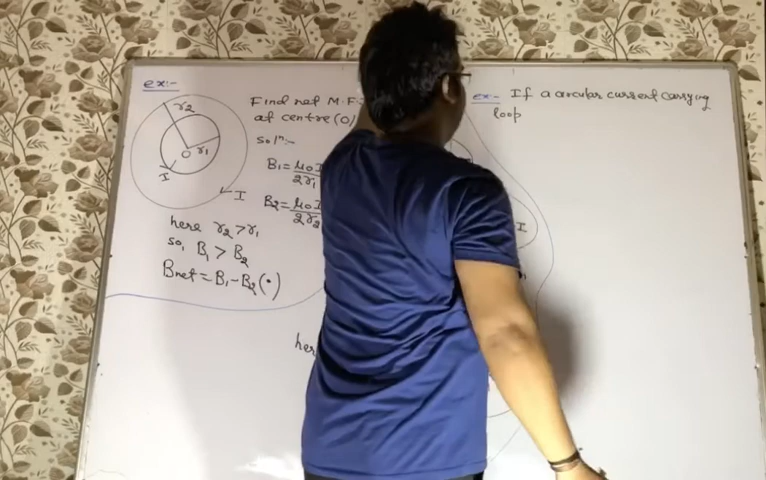 ex:-
r2
O r1
I
I
Find net M.F.
at centre (O)
soln:-
B1 = μ0I
2r1
B2 = μ0I
2r2
here r2 > r1
so, B1 > B2
Bnet = B1 - B2 (•)
ex- If a circular current carrying
loop
I